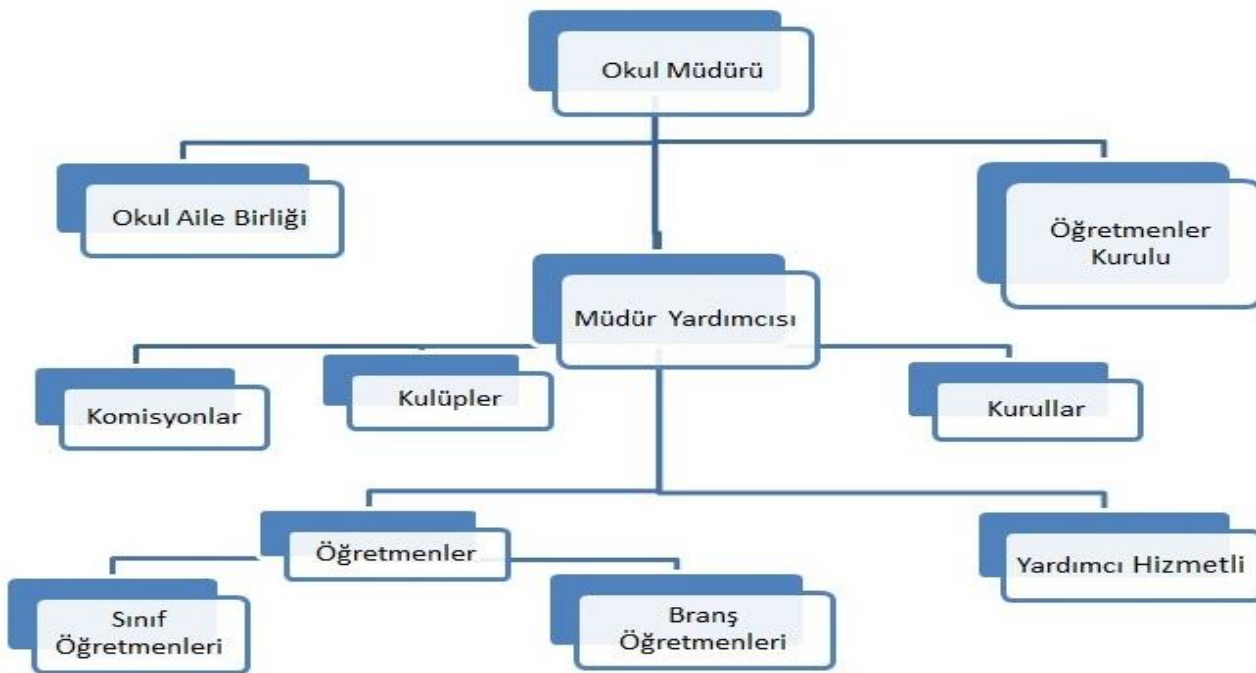 Okul Müdürü
Okul Aile Birliği
Öğretmenler
Kurulu
Müdür Yardımcısı
Komisyonlar
Kulüpler
Kurullar
Öğretmenler
Yardımcı Hizmetli
Sınıf
Öğretmenleri
Branş
Öğretmenleri